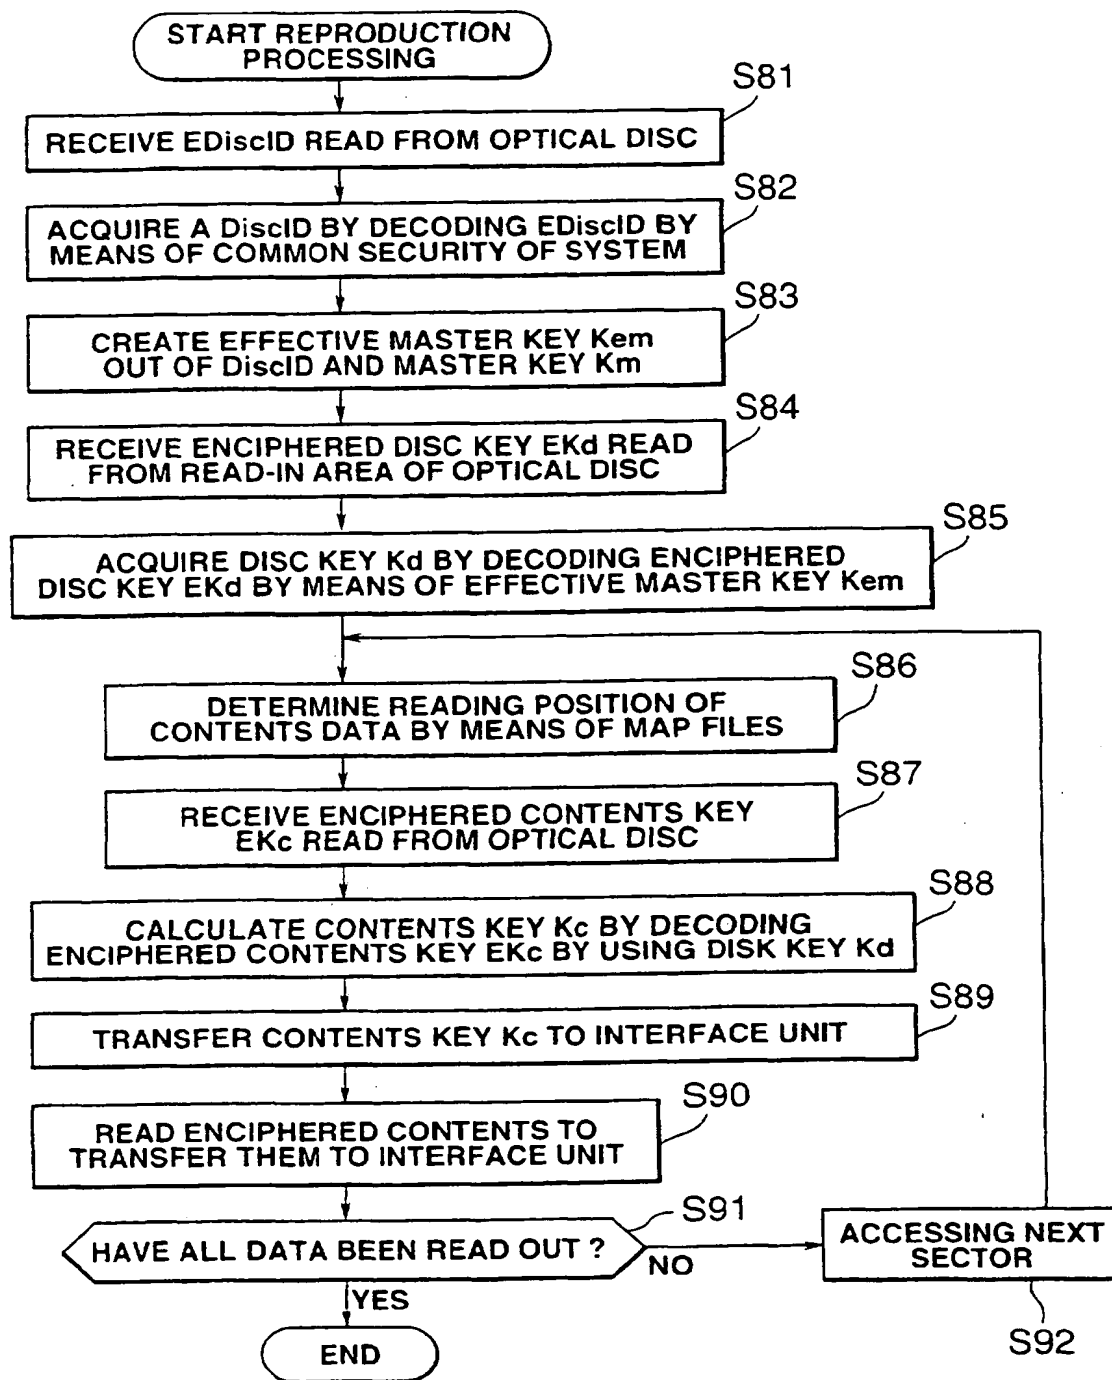 START REPRODUCTION
PROCESSING
S81
RECEIVE EDiscID READ FROM OPTICAL DISC
S82
ACQUIRE A DiscID BY DECODING EDiscID BY
MEANS OF COMMON SECURITY OF SYSTEM
S83
CREATE EFFECTIVE MASTER KEY Kem
OUT OF DiscID AND MASTER KEY Km
S84
RECEIVE ENCIPHERED DISC KEY EKd READ
FROM READ-IN AREA OF OPTICAL DISC
S85
ACQUIRE DISC KEY Kd BY DECODING ENCIPHERED
DISC KEY EKd BY MEANS OF EFFECTIVE MASTER KEY Kem
S86
DETERMINE READING POSITION OF
CONTENTS DATA BY MEANS OF MAP FILES
S87
RECEIVE ENCIPHERED CONTENTS KEY
EKc READ FROM OPTICAL DISC
S88
CALCULATE CONTENTS KEY Kc BY DECODING
ENCIPHERED CONTENTS KEY EKc BY USING DISK KEY Kd
S89
TRANSFER CONTENTS KEY Kc TO INTERFACE UNIT
S90
READ ENCIPHERED CONTENTS TO
TRANSFER THEM TO INTERFACE UNIT
S91
HAVE ALL DATA BEEN READ OUT ?
NO
ACCESSING NEXT
SECTOR
S92
YES
END